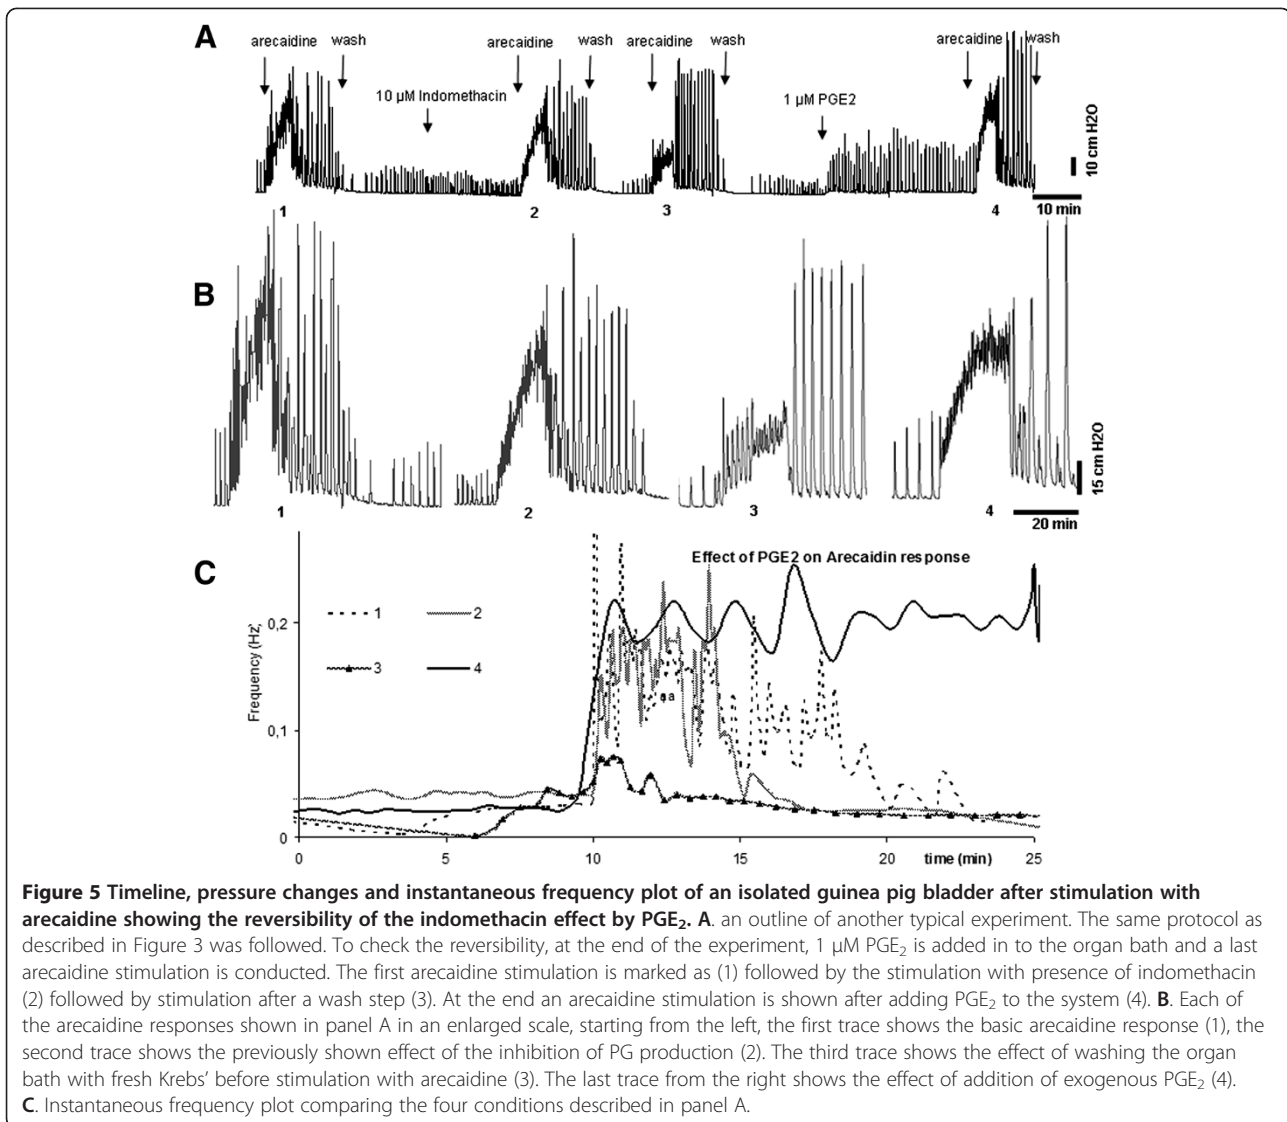 A
arecaidine wash arecaidine wash arecaidine wash arecaidine wash
10 µM Indomethacin 1 µM PGE2
10 cm H2O
1 2 3 4 10 min
B
15 cm H2O
1 2 3 4
20 min
C
Effect of PGE2 on Arecaidin response
1 2
3 4
Frequency (Hz)
0,2
0,1
0
a a
0 5 10 15 20 time (min) 25
Figure 5 Timeline, pressure changes and instantaneous frequency plot of an isolated guinea pig bladder after stimulation with
arecaidine showing the reversibility of the indomethacin effect by PGE₂. A. an outline of another typical experiment. The same protocol as
described in Figure 3 was followed. To check the reversibility, at the end of the experiment, 1 µM PGE₂ is added in to the organ bath and a last
arecaidine stimulation is conducted. The first arecaidine stimulation is marked as (1) followed by the stimulation with presence of indomethacin
(2) followed by stimulation after a wash step (3). At the end an arecaidine stimulation is shown after adding PGE₂ to the system (4). B. Each of
the arecaidine responses shown in panel A in an enlarged scale, starting from the left, the first trace shows the basic arecaidine response (1), the
second trace shows the previously shown effect of the inhibition of PG production (2). The third trace shows the effect of washing the organ
bath with fresh Krebs' before stimulation with arecaidine (3). The last trace from the right shows the effect of addition of exogenous PGE₂ (4).
C. Instantaneous frequency plot comparing the four conditions described in panel A.